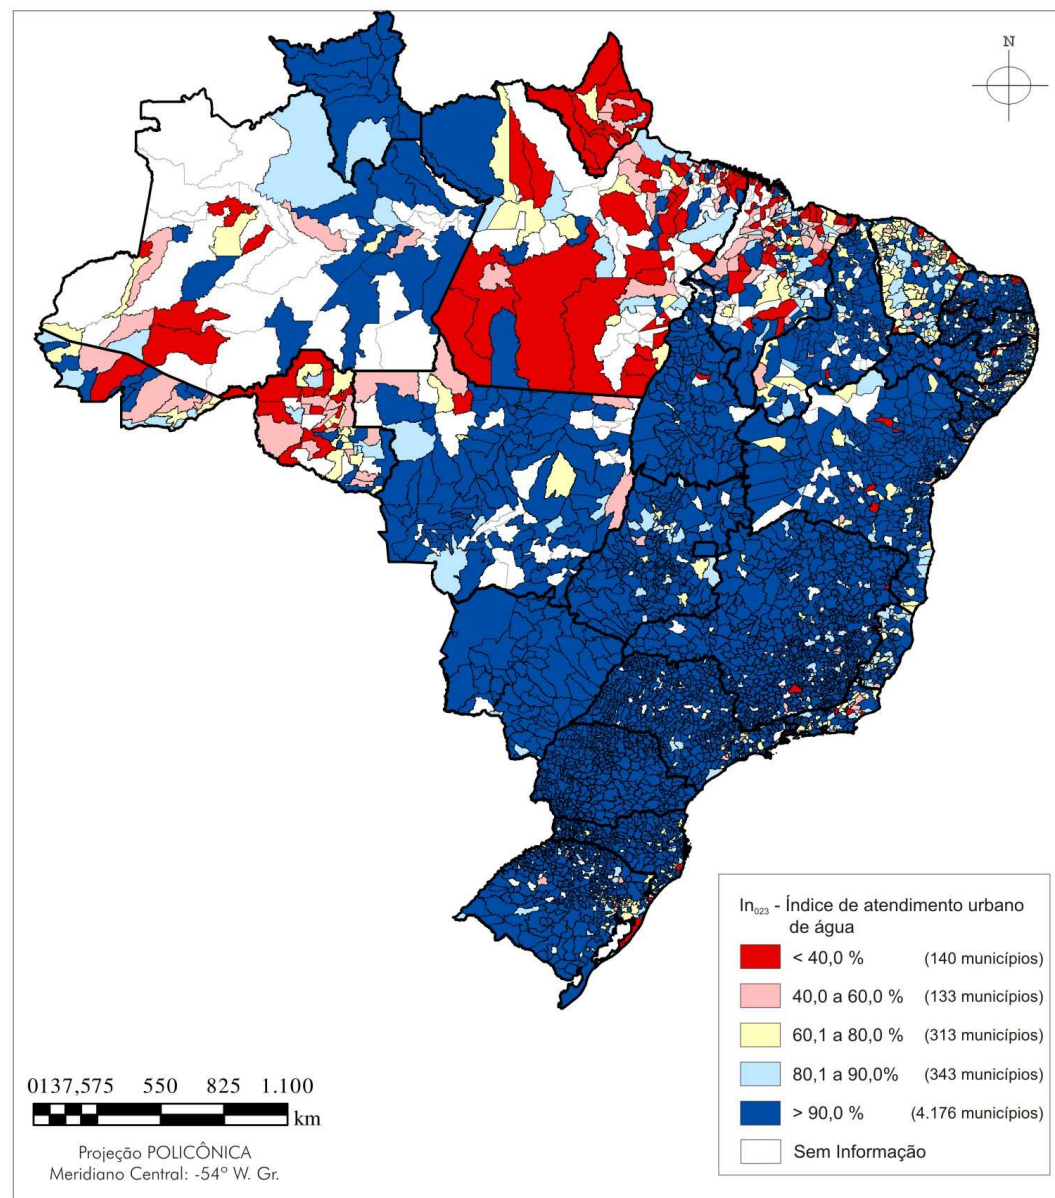 N
In023 - Índice de atendimento urbano
de água
< 40,0 % (140 municípios)
40,0 a 60,0 % (133 municípios)
60,1 a 80,0 % (313 municípios)
80,1 a 90,0% (343 municípios)
> 90,0 % (4.176 municípios)
Sem Informação
0137,575 550 825 1.100
km
Projeção POLICÔNICA
Meridiano Central: -54º W. Gr.